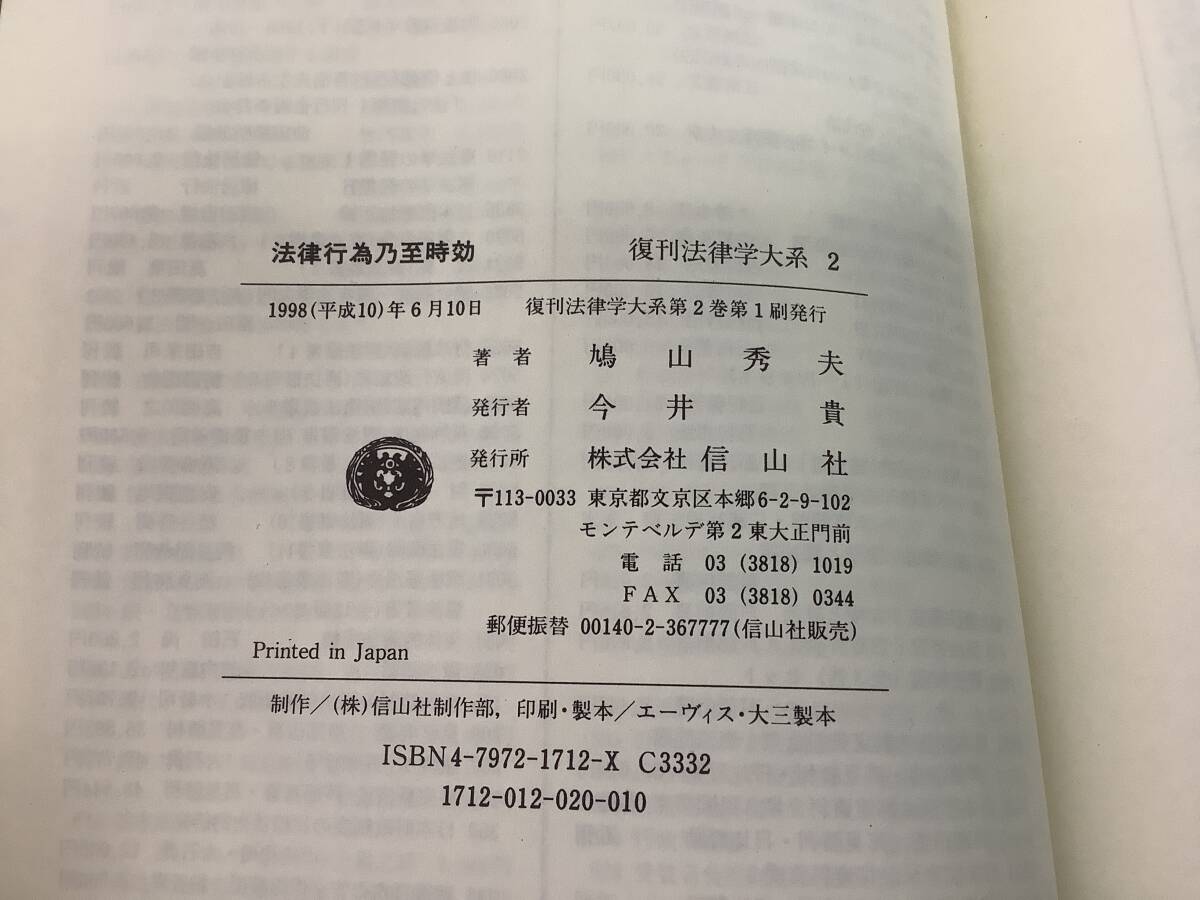 法律行為乃至時効 復刊法律学大系 2
1998(平成10)年6月10日 復刊法律学大系第2巻第1刷発行
著者 鳩山秀夫
発行者 今井貴
発行所 株式会社 信山社
〒113-0033 東京都文京区本郷6-2-9-102
モンテベルデ第2東大正門前
電話 03 (3818) 1019
FAX 03 (3818) 0344
郵便振替 00140-2-367777(信山社販売)
Printed in Japan
制作/(株)信山社制作部, 印刷・製本/エーヴィス・大三製本
ISBN4-7972-1712-X C3332
1712-012-020-010